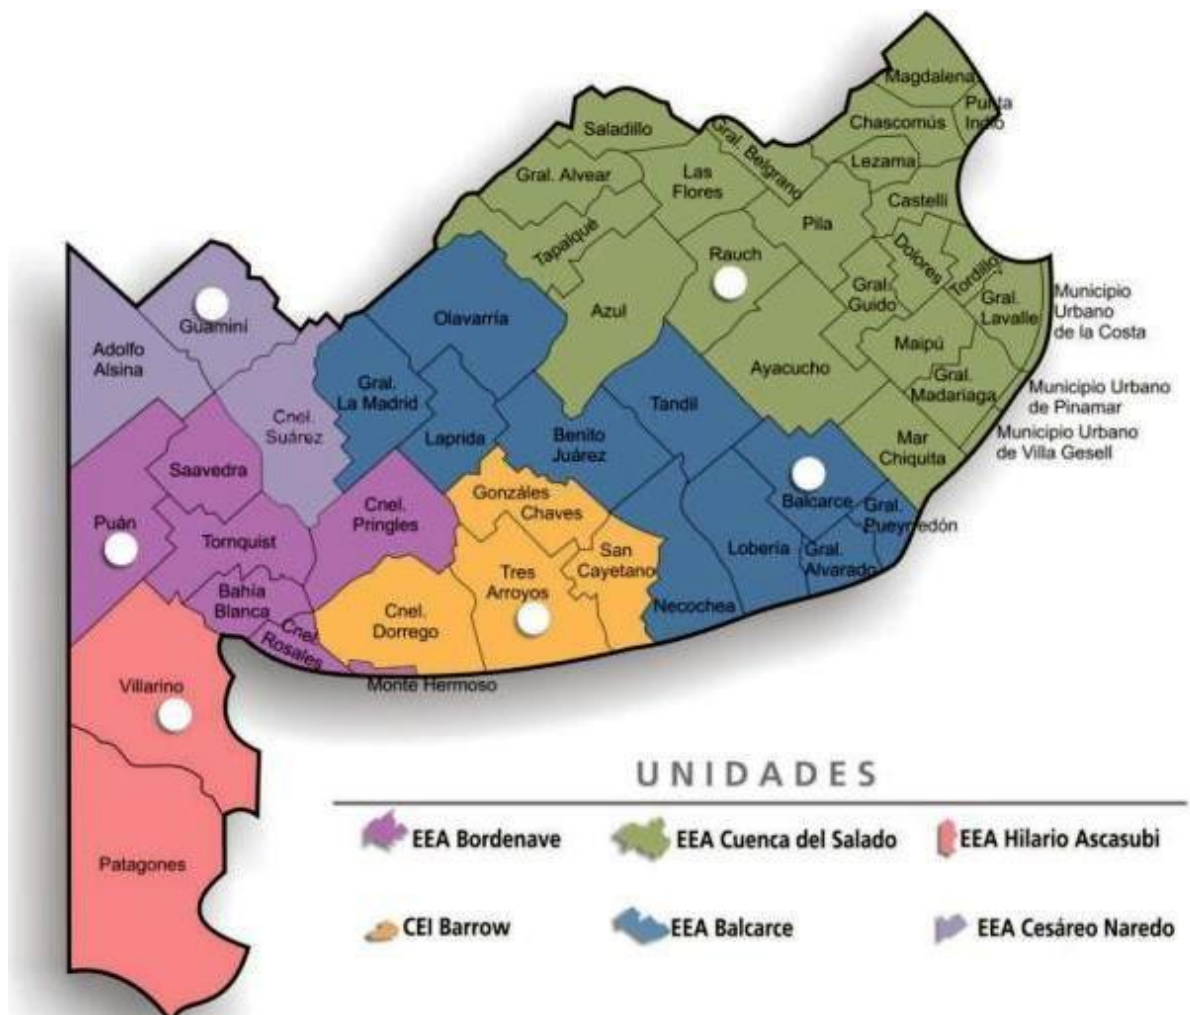 Magdalena
Punta
Indio
Chascomús
Saladillo
Gral. Belgrano
Lezama
Gral. Alvear
Las
Flores
Castelli
Pila
Tapalqué
Dolores
Tordillo
Rauch
Gral.
Guido
Gral.
Lavalle
Municipio
Urbano
de la Costa
Azul
Olavarría
Guaminí
Adolfo
Alsina
Maipú
Ayacucho
Gral.
Madariaga
Municipio Urbano
de Pinamar
Gral.
La Madrid
Tandil
Cnel.
Suárez
Laprida
Benito
Juárez
Mar
Chiquita
Municipio Urbano
de Villa Gesell
Saavedra
Gonzáles
Chaves
Balcarce
Cnel.
Pringles
Gral.
Pueyrredón
Puán
Tornquist
San
Cayetano
Lobería
Gral.
Alvarado
Tres
Arroyos
Bahía
Blanca
Cnel.
Dorrego
Necochea
Cnel.
Rosales
Monte Hermoso
Villarino
Patagones
UNIDADES
EEA Bordenave
EEA Cuenca del Salado
EEA Hilario Ascasubi
CEI Barrow
EEA Balcarce
EEA Cesáreo Naredo